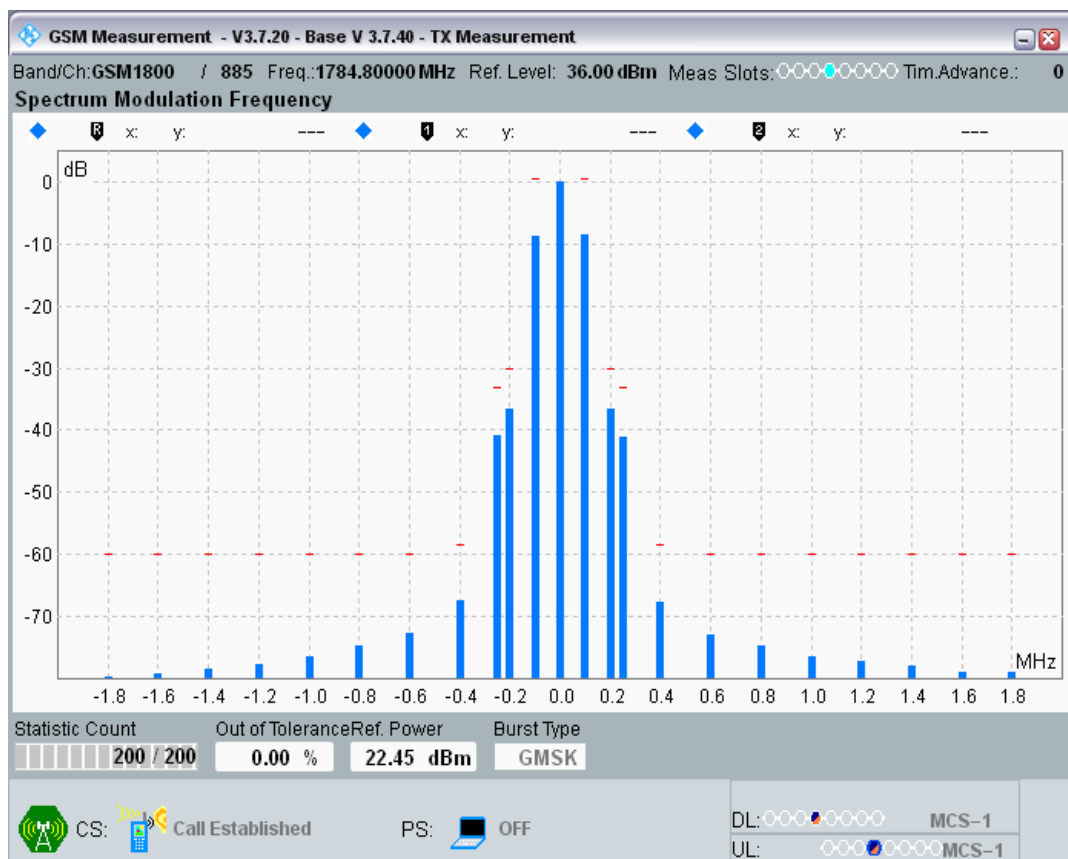 GSM Measurement - V3.7.20 - Base V 3.7.40 - TX Measurement
Band/Ch:GSM1800 / 885 Freq.:1784.80000 MHz Ref. Level: 36.00 dBm Meas Slots: Tim.Advance.: 0
Spectrum Modulation Frequency
R x: y: --- 1 x: y: --- 2 x: y: ---
dB
0
-10
-20
-30
-40
-50
-60
-70
MHz
-1.8 -1.6 -1.4 -1.2 -1.0 -0.8 -0.6 -0.4 -0.2 0.0 0.2 0.4 0.6 0.8 1.0 1.2 1.4 1.6 1.8
Statistic Count Out of Tolerance Ref. Power Burst Type
200 / 200 0.00 % 22.45 dBm GMSK
CS: Call Established PS: OFF
DL: MCS-1
UL: MCS-1